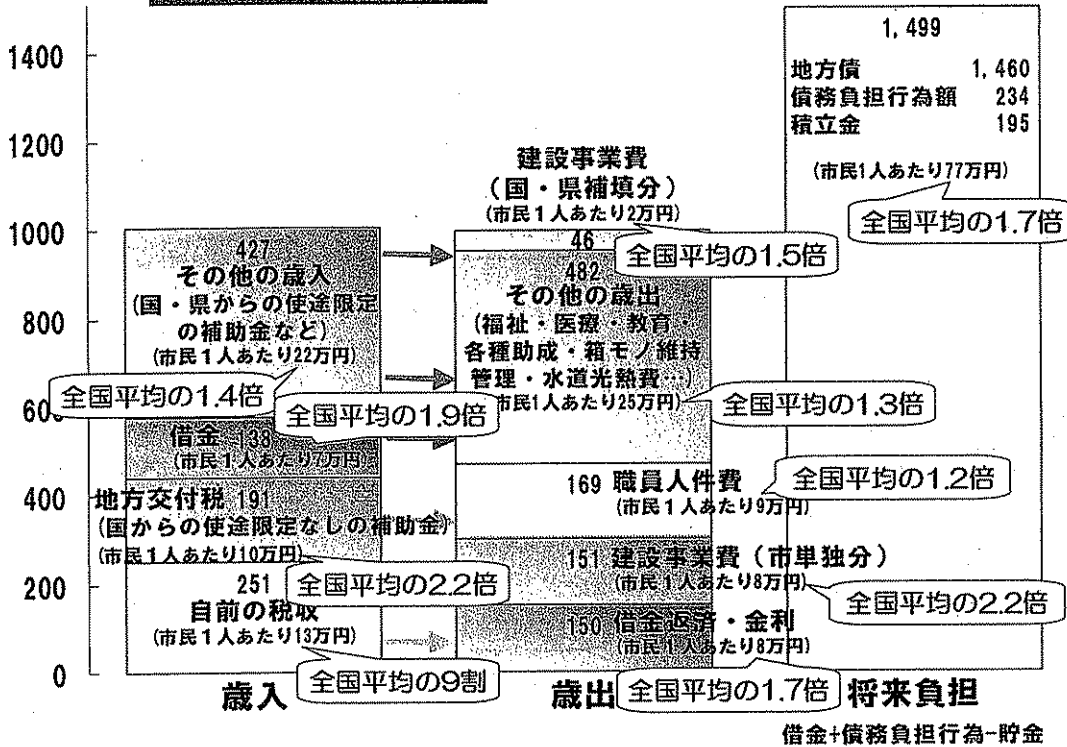 1400
1200
1000
800
600
400
200
0
427
その他の歳入
(国・県からの使途限定
の補助金など)
(市民１人あたり22万円)
全国平均の1.4倍
全国平均の1.9倍
借金 138
(市民１人あたり7万円)
地方交付税 191
(国からの使途限定なしの補助金)
(市民１人あたり10万円)
全国平均の2.2倍
251
自前の税収
(市民１人あたり13万円)
全国平均の9割
歳入
建設事業費
(国・県補填分)
(市民１人あたり2万円)
46
全国平均の1.5倍
482
その他の歳出
(福祉・医療・教育・
各種助成・箱モノ維持
管理・水道光熱費…)
市民1人あたり25万円)
全国平均の1.3倍
169 職員人件費
(市民１人あたり9万円)
全国平均の1.2倍
151 建設事業費（市単独分）
(市民１人あたり8万円)
全国平均の2.2倍
150 借金返済・金利
(市民１人あたり8万円)
全国平均の1.7倍
歳出
1,499
地方債 1,460
債務負担行為額 234
積立金 195
(市民1人あたり77万円)
全国平均の1.7倍
将来負担
借金+債務負担行為-貯金